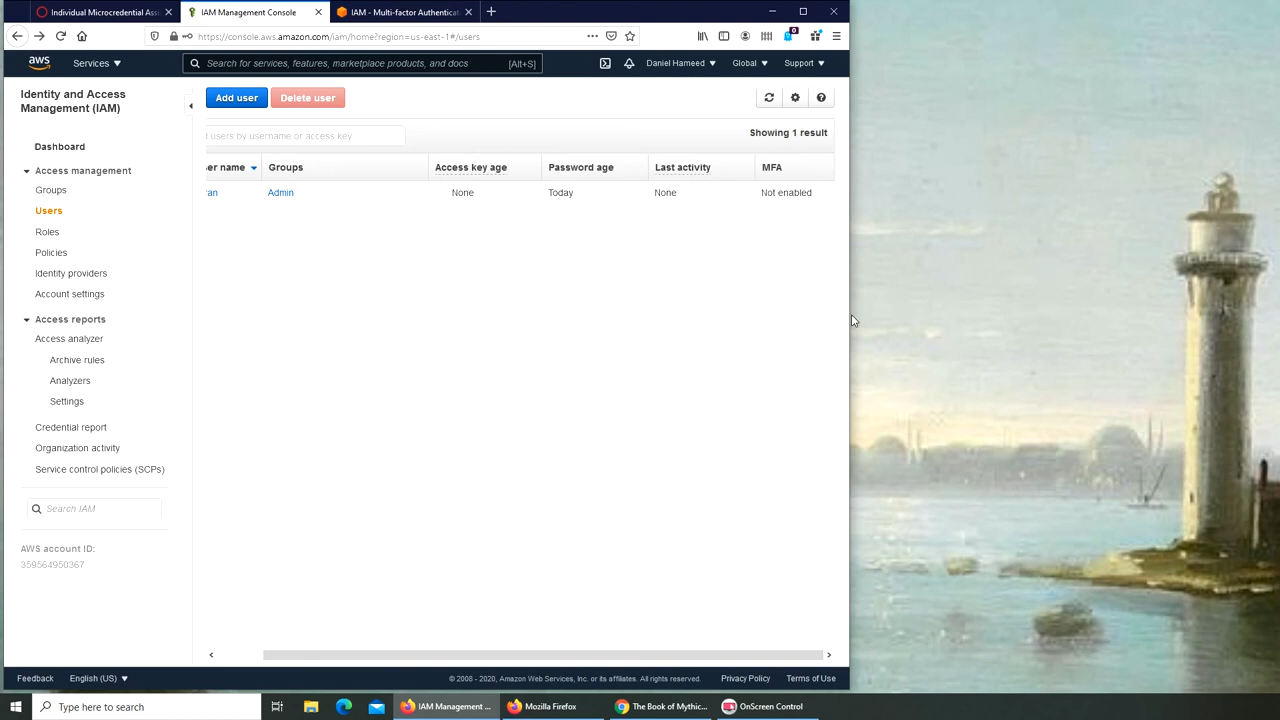 Individual Microcredential Ass
IAM Management Console
IAM - Multi-factor Authenticat
https://console.aws.amazon.com/iam/home?region=us-east-1#/users
0
aws
Services
Search for services, features, marketplace products, and docs
[Alt+S]
Daniel Hameed
Global
Support
Identity and Access
Management (IAM)
Dashboard
Access management
Groups
Users
Roles
Policies
Identity providers
Account settings
Access reports
Access analyzer
Archive rules
Analyzers
Settings
Credential report
Organization activity
Service control policies (SCPs)
Search IAM
AWS account ID:
359564950367
Add user
Delete user
users by username or access key
Showing 1 result
er name
Groups
Access key age
Password age
Last activity
MFA
an
Admin
None
Today
None
Not enabled
Feedback
English (US)
© 2008 - 2020, Amazon Web Services, Inc. or its affiliates. All rights reserved.
Privacy Policy
Terms of Use
Type here to search
IAM Management ...
Mozilla Firefox
The Book of Mythic...
OnScreen Control